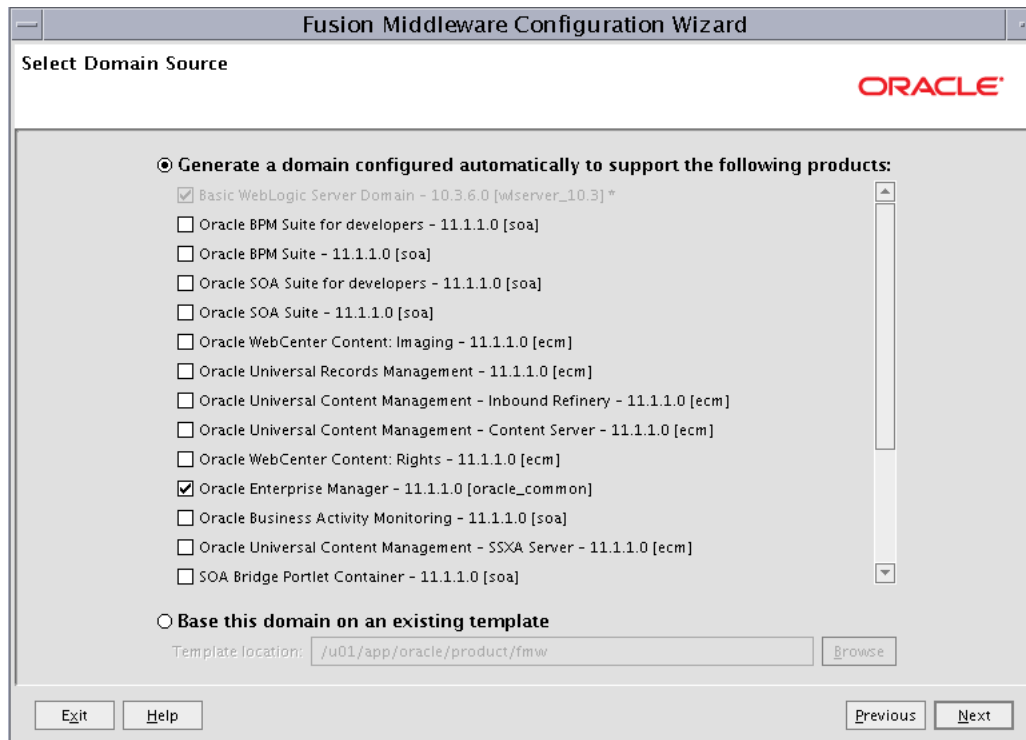 Fusion Middleware Configuration Wizard
Select Domain Source
ORACLE
Generate a domain configured automatically to support the following products:
Basic WebLogic Server Domain - 10.3.6.0 [wlserver_10.3] *
Oracle BPM Suite for developers - 11.1.1.0 [soa]
Oracle BPM Suite - 11.1.1.0 [soa]
Oracle SOA Suite for developers - 11.1.1.0 [soa]
Oracle SOA Suite - 11.1.1.0 [soa]
Oracle WebCenter Content: Imaging - 11.1.1.0 [ecm]
Oracle Universal Records Management - 11.1.1.0 [ecm]
Oracle Universal Content Management - Inbound Refinery - 11.1.1.0 [ecm]
Oracle Universal Content Management - Content Server - 11.1.1.0 [ecm]
Oracle WebCenter Content: Rights - 11.1.1.0 [ecm]
Oracle Enterprise Manager - 11.1.1.0 [oracle_common]
Oracle Business Activity Monitoring - 11.1.1.0 [soa]
Oracle Universal Content Management - SSXA Server - 11.1.1.0 [ecm]
SOA Bridge Portlet Container - 11.1.1.0 [soa]
Base this domain on an existing template
Template location: /u01/app/oracle/product/fmw Browse
Exit Help Previous Next